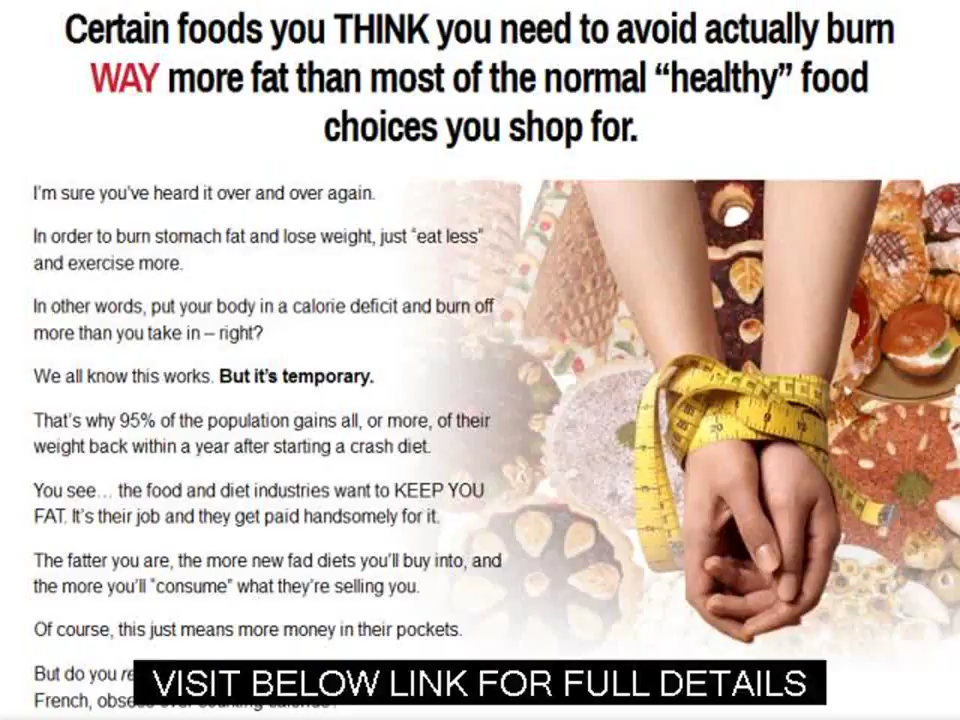 Certain foods you THINK you need to avoid actually burn
WAY more fat than most of the normal “healthy” food
choices you shop for.
I'm sure you've heard it over and over again.
In order to burn stomach fat and lose weight, just “eat less”
and exercise more.
In other words, put your body in a calorie deficit and burn off
more than you take in – right?
We all know this works. But it's temporary.
That's why 95% of the population gains all, or more, of their
weight back within a year after starting a crash diet.
You see… the food and diet industries want to KEEP YOU
FAT. It's their job and they get paid handsomely for it.
The fatter you are, the more new fad diets you'll buy into, and
the more you'll “consume” what they're selling you.
Of course, this just means more money in their pockets.
But do you
French,
VISIT BELOW LINK FOR FULL DETAILS